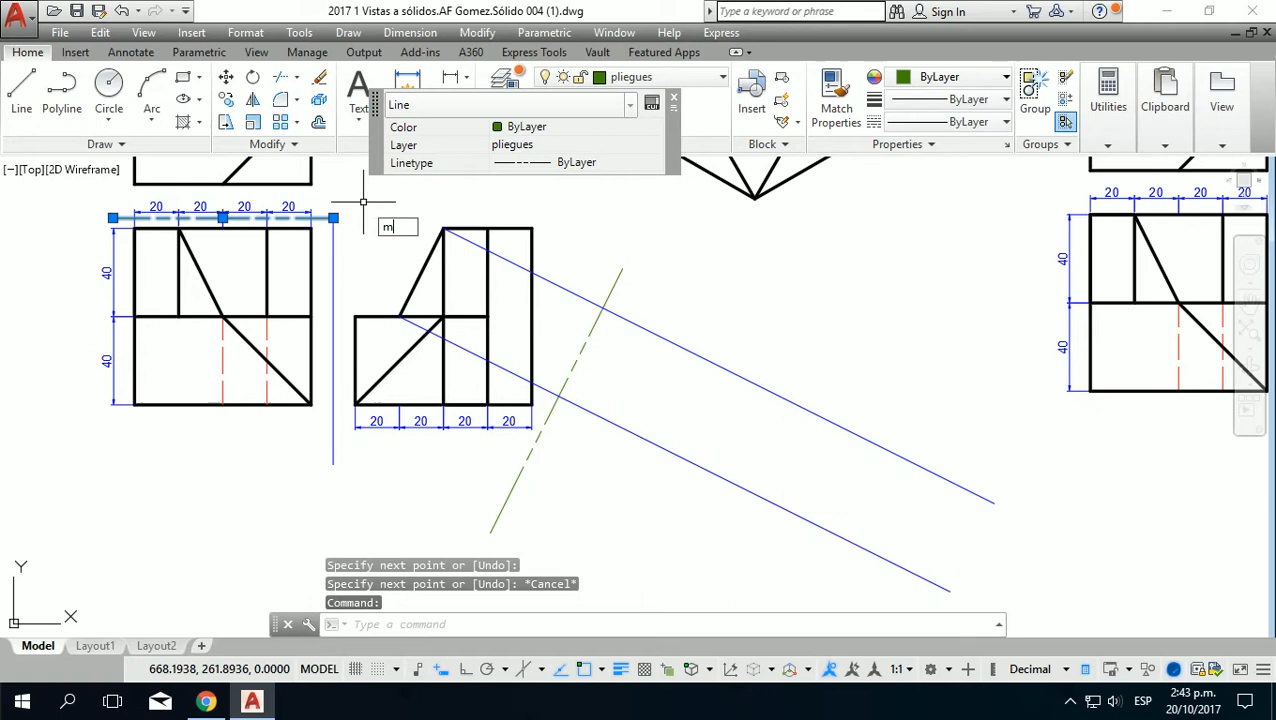 2017 1 Vistas a sólidos.AF Gomez.Sólido 004 (1).dwg
Type a keyword or phrase
Sign In
File Edit View Insert Format Tools Draw Dimension Modify Parametric Window Help Express
Home Insert Annotate Parametric View Manage Output Add-ins A360 Express Tools Vault Featured Apps
pliegues
ByLayer
Line Polyline Circle Arc
Text
Insert
Match
Properties
ByLayer
ByLayer
Group
Utilities Clipboard View
Line
Color ByLayer
Layer pliegues
Linetype ByLayer
Draw Modify Block Properties Groups
[−][Top][2D Wireframe]
20 20 20 20
20 20 20 20
m
40
40
40
40
20 20 20 20
Specify next point or [Undo]:
Specify next point or [Undo]: *Cancel*
Command:
Y
X
Type a command
Model Layout1 Layout2
668.1938, 261.8936, 0.0000 MODEL 1:1 Decimal
ESP
2:43 p.m.
20/10/2017